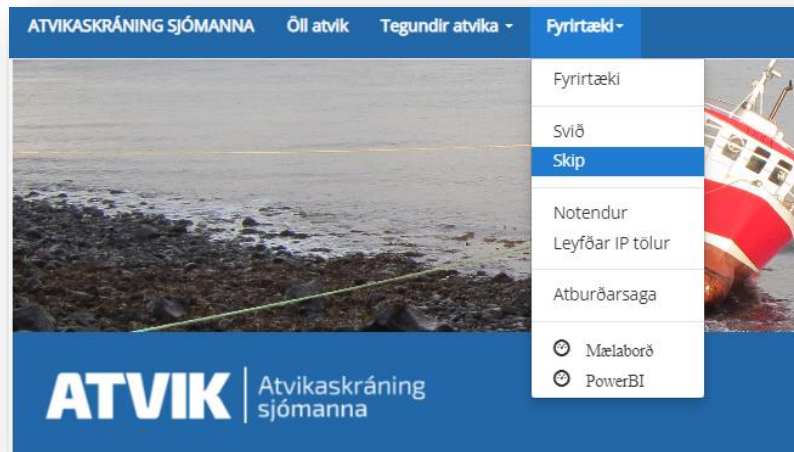 ATVIKASKRÁNING SJÓMANNA Öll atvik Tegundir atvika Fyrirtæki
Fyrirtæki
Svið
Skip
Notendur
Leyfðar IP tölur
Atburðarsaga
Mælaborð
PowerBI
ATVIK Atvikaskráning
sjómanna